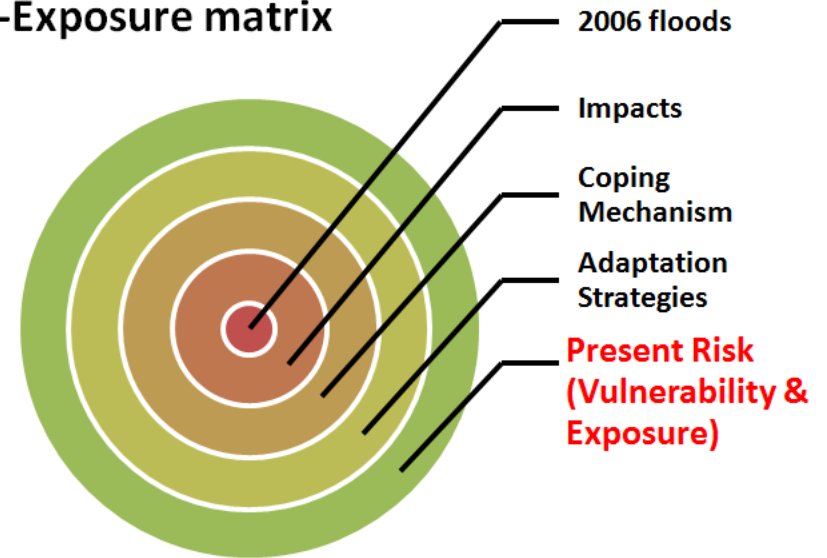 -Exposure matrix
2006 floods
Impacts
Coping
Mechanism
Adaptation
Strategies
Present Risk
(Vulnerability &
Exposure)